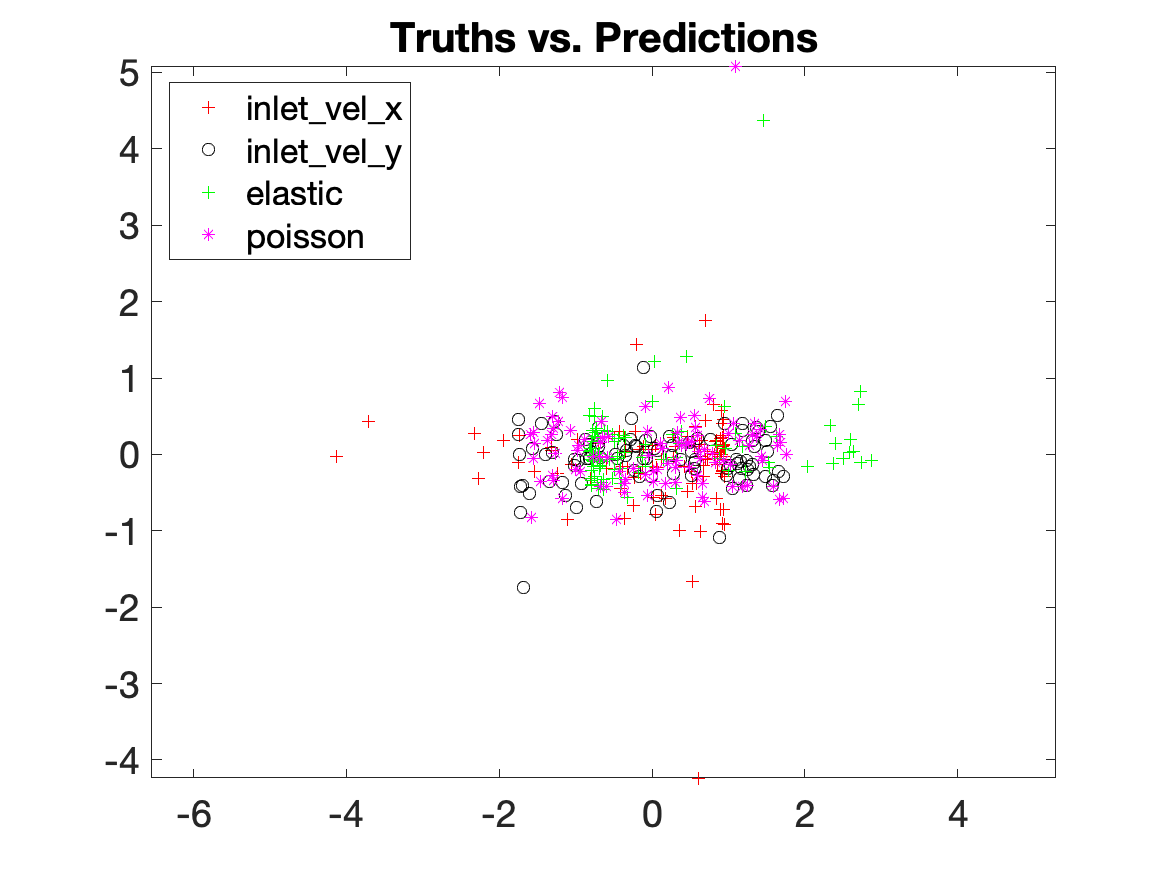 Truths vs. Predictions
5
4
3
2
1
0
-1
-2
-3
-4
inlet_vel_x
inlet_vel_y
elastic
poisson
-6 -4 -2 0 2 4